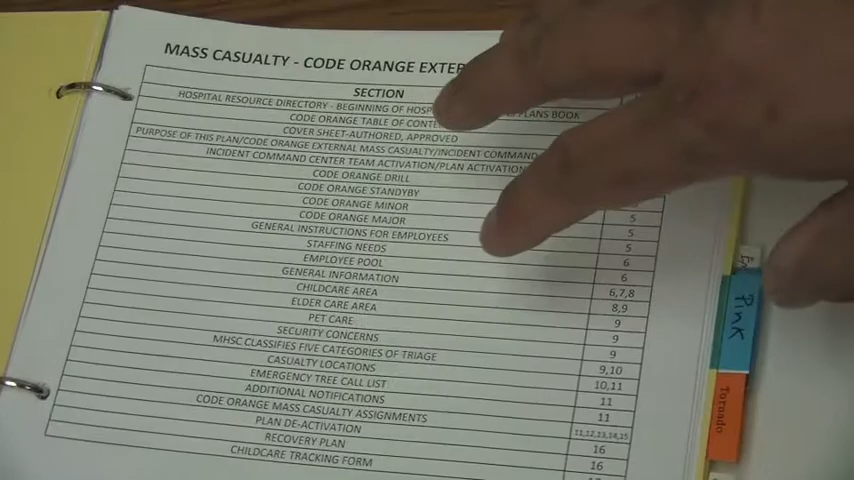 MASS CASUALTY - CODE ORANGE EXTER
SECTION
HOSPITAL RESOURCE DIRECTORY - BEGINNING OF HOSP PLANS BOOK
CODE ORANGE TABLE OF CONTE
COVER SHEET-AUTHORED, APPROVED
PURPOSE OF THIS PLAN/CODE ORANGE EXTERNAL MASS CASUALTY/INCIDENT COMMAN
INCIDENT COMMAND CENTER TEAM ACTIVATION/PLAN ACTIVATION
CODE ORANGE DRILL
CODE ORANGE STANDBY
CODE ORANGE MINOR 5
CODE ORANGE MAJOR 5
GENERAL INSTRUCTIONS FOR EMPLOYEES 5
STAFFING NEEDS 6
EMPLOYEE POOL 6
GENERAL INFORMATION 6,7,8
CHILDCARE AREA 8,9
ELDER CARE AREA 9
PET CARE 9
SECURITY CONCERNS 9
MHSC CLASSIFIES FIVE CATEGORIES OF TRIAGE 9,10
CASUALTY LOCATIONS 10,11
EMERGENCY TREE CALL LIST 11
ADDITIONAL NOTIFICATIONS 11
CODE ORANGE MASS CASUALTY ASSIGNMENTS 11,12,13,14,15
PLAN DE-ACTIVATION 16
RECOVERY PLAN 16
CHILDCARE TRACKING FORM
Pink
Tornado